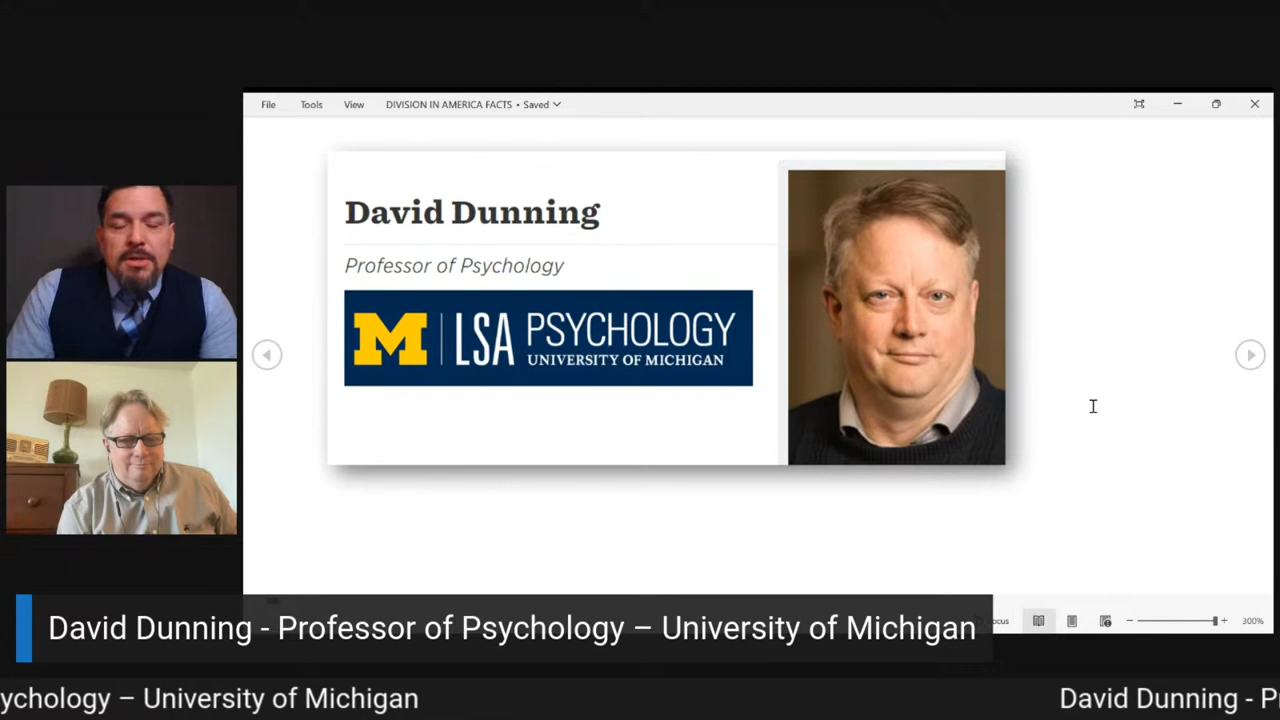 File Tools View DIVISION IN AMERICA FACTS • Saved
David Dunning
Professor of Psychology
M LSA PSYCHOLOGY
UNIVERSITY OF MICHIGAN
300%
David Dunning - Professor of Psychology – University of Michigan
ychology – University of Michigan David Dunning - P